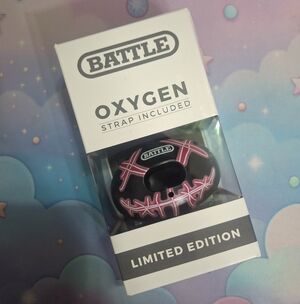 BATTLE
OXYGEN
STRAP INCLUDED
BATTLE
LIMITED EDITION